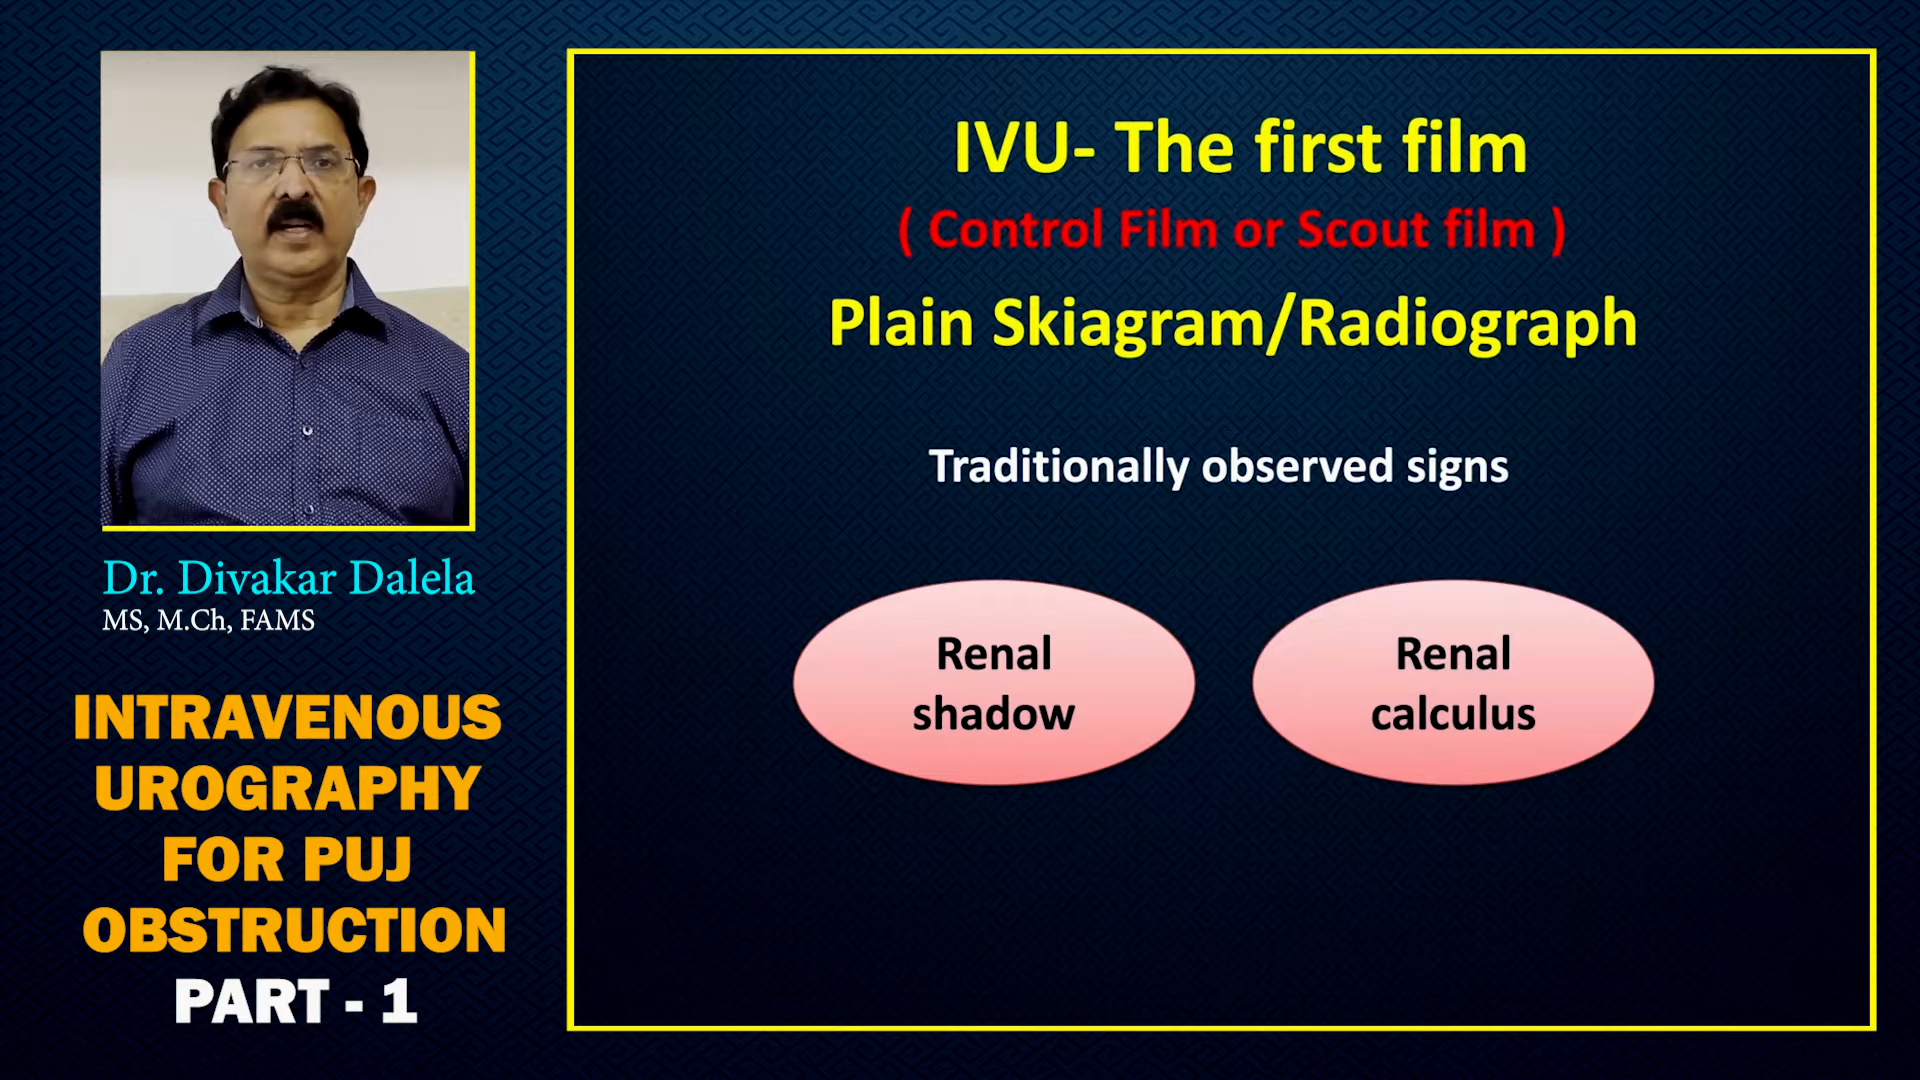 Dr. Divakar Dalela
MS, M.Ch, FAMS
INTRAVENOUS
UROGRAPHY
FOR PUJ
OBSTRUCTION
PART - 1
IVU- The first film
( Control Film or Scout film )
Plain Skiagram/Radiograph
Traditionally observed signs
Renal
shadow
Renal
calculus